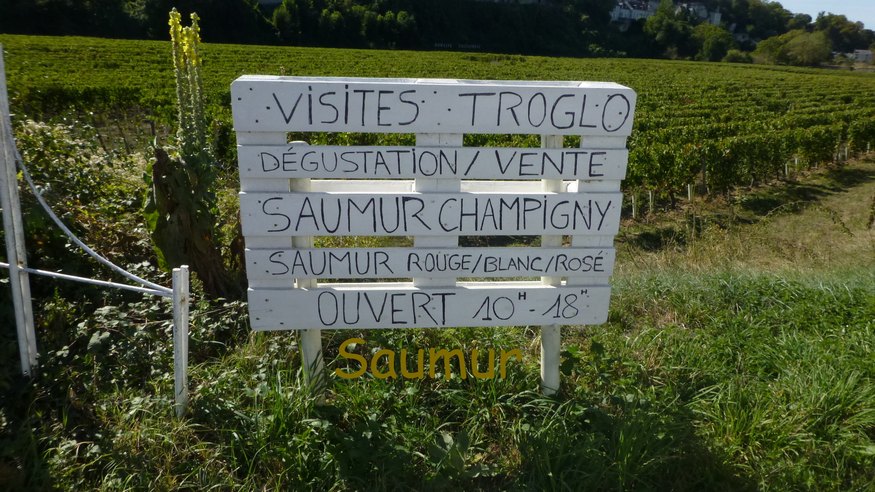 VISITES TROGLO
DÉGUSTATION/VENTE
SAUMUR CHAMPIGNY
SAUMUR ROUGE/BLANC/ROSÉ
OUVERT 10H - 18H
Saumur